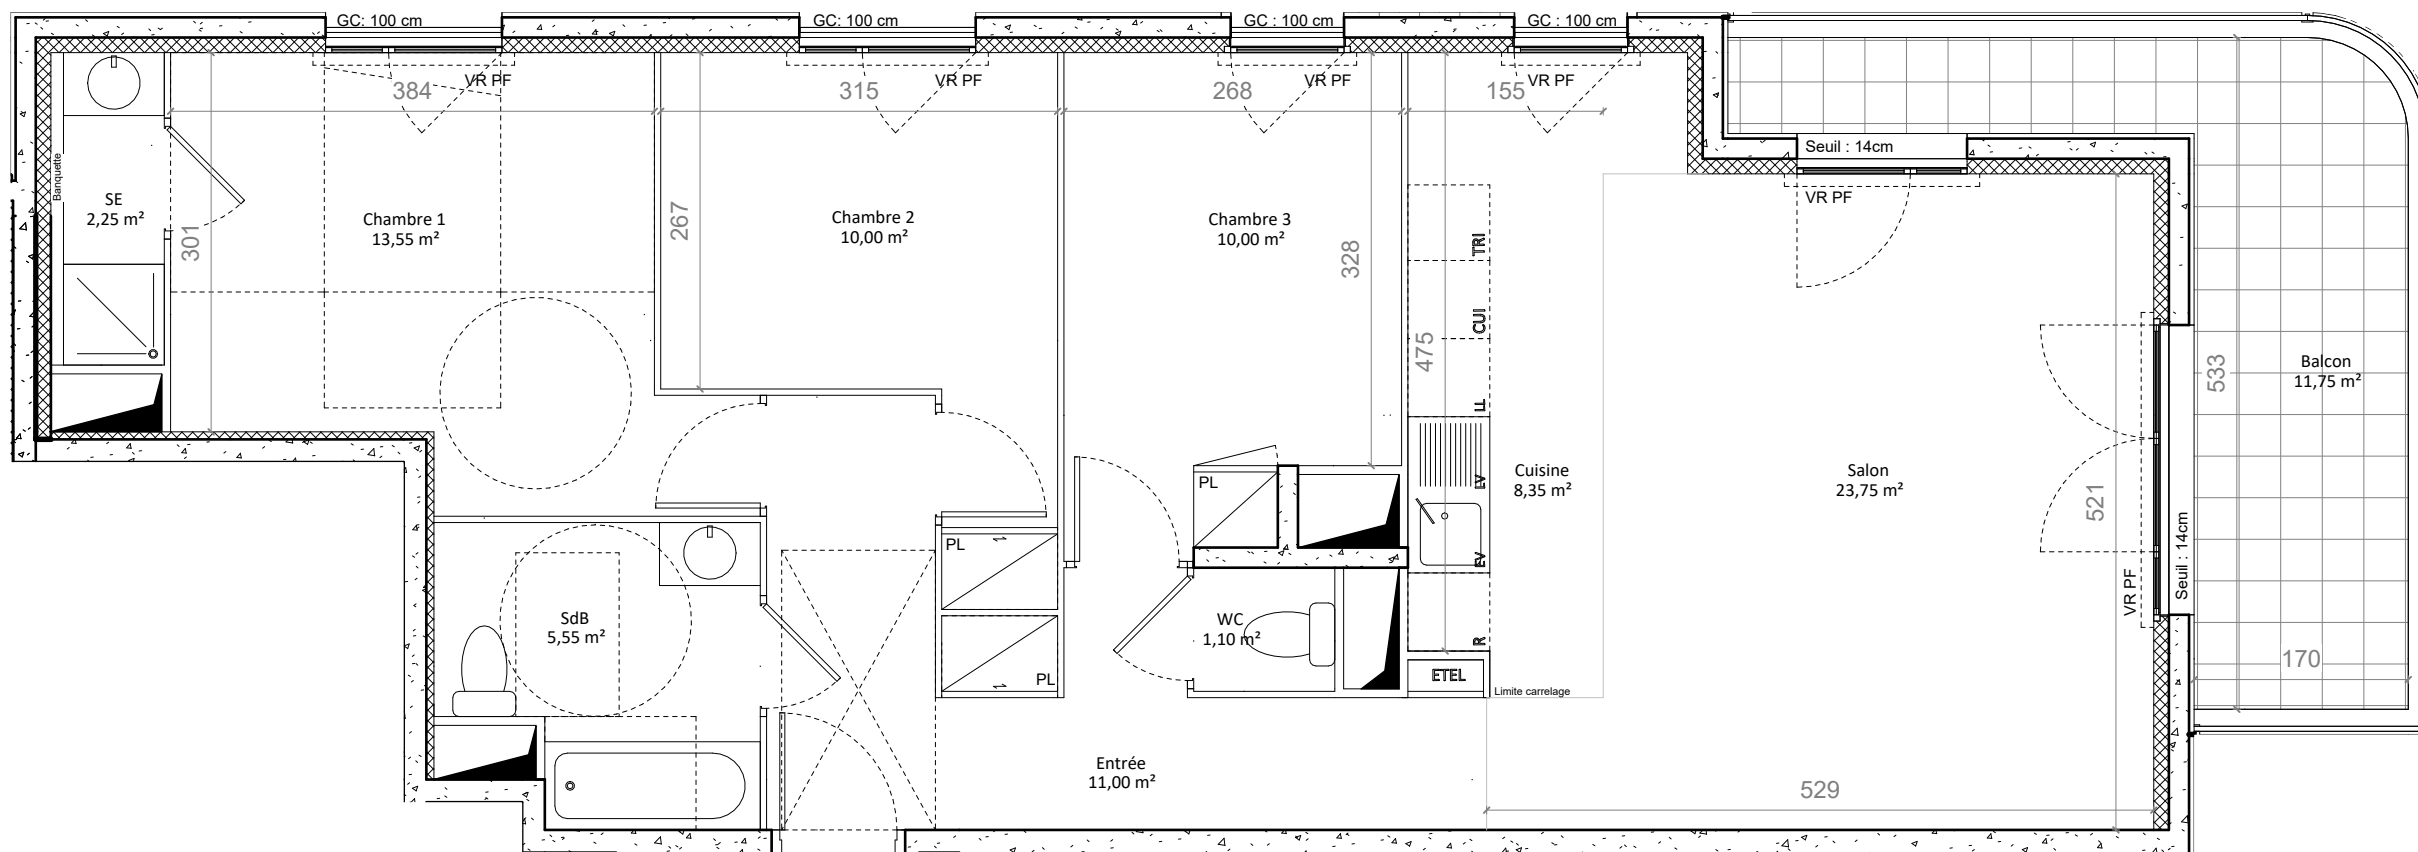 GC: 100 cm
GC: 100 cm
GC : 100 cm
GC : 100 cm
VR PF
VR PF
VR PF
VR PF
384
315
268
155
Seuil : 14cm
VR PF
Banquette
SE
2,25 m²
301
Chambre 1
13,55 m²
267
Chambre 2
10,00 m²
Chambre 3
10,00 m²
328
TRI
CUI
475
LL
LV
EV
R
ETEL
Cuisine
8,35 m²
Salon
23,75 m²
521
533
Balcon
11,75 m²
Seuil : 14cm
VR PF
170
PL
PL
PL
SdB
5,55 m²
WC
1,10 m²
Limite carrelage
Entrée
11,00 m²
529